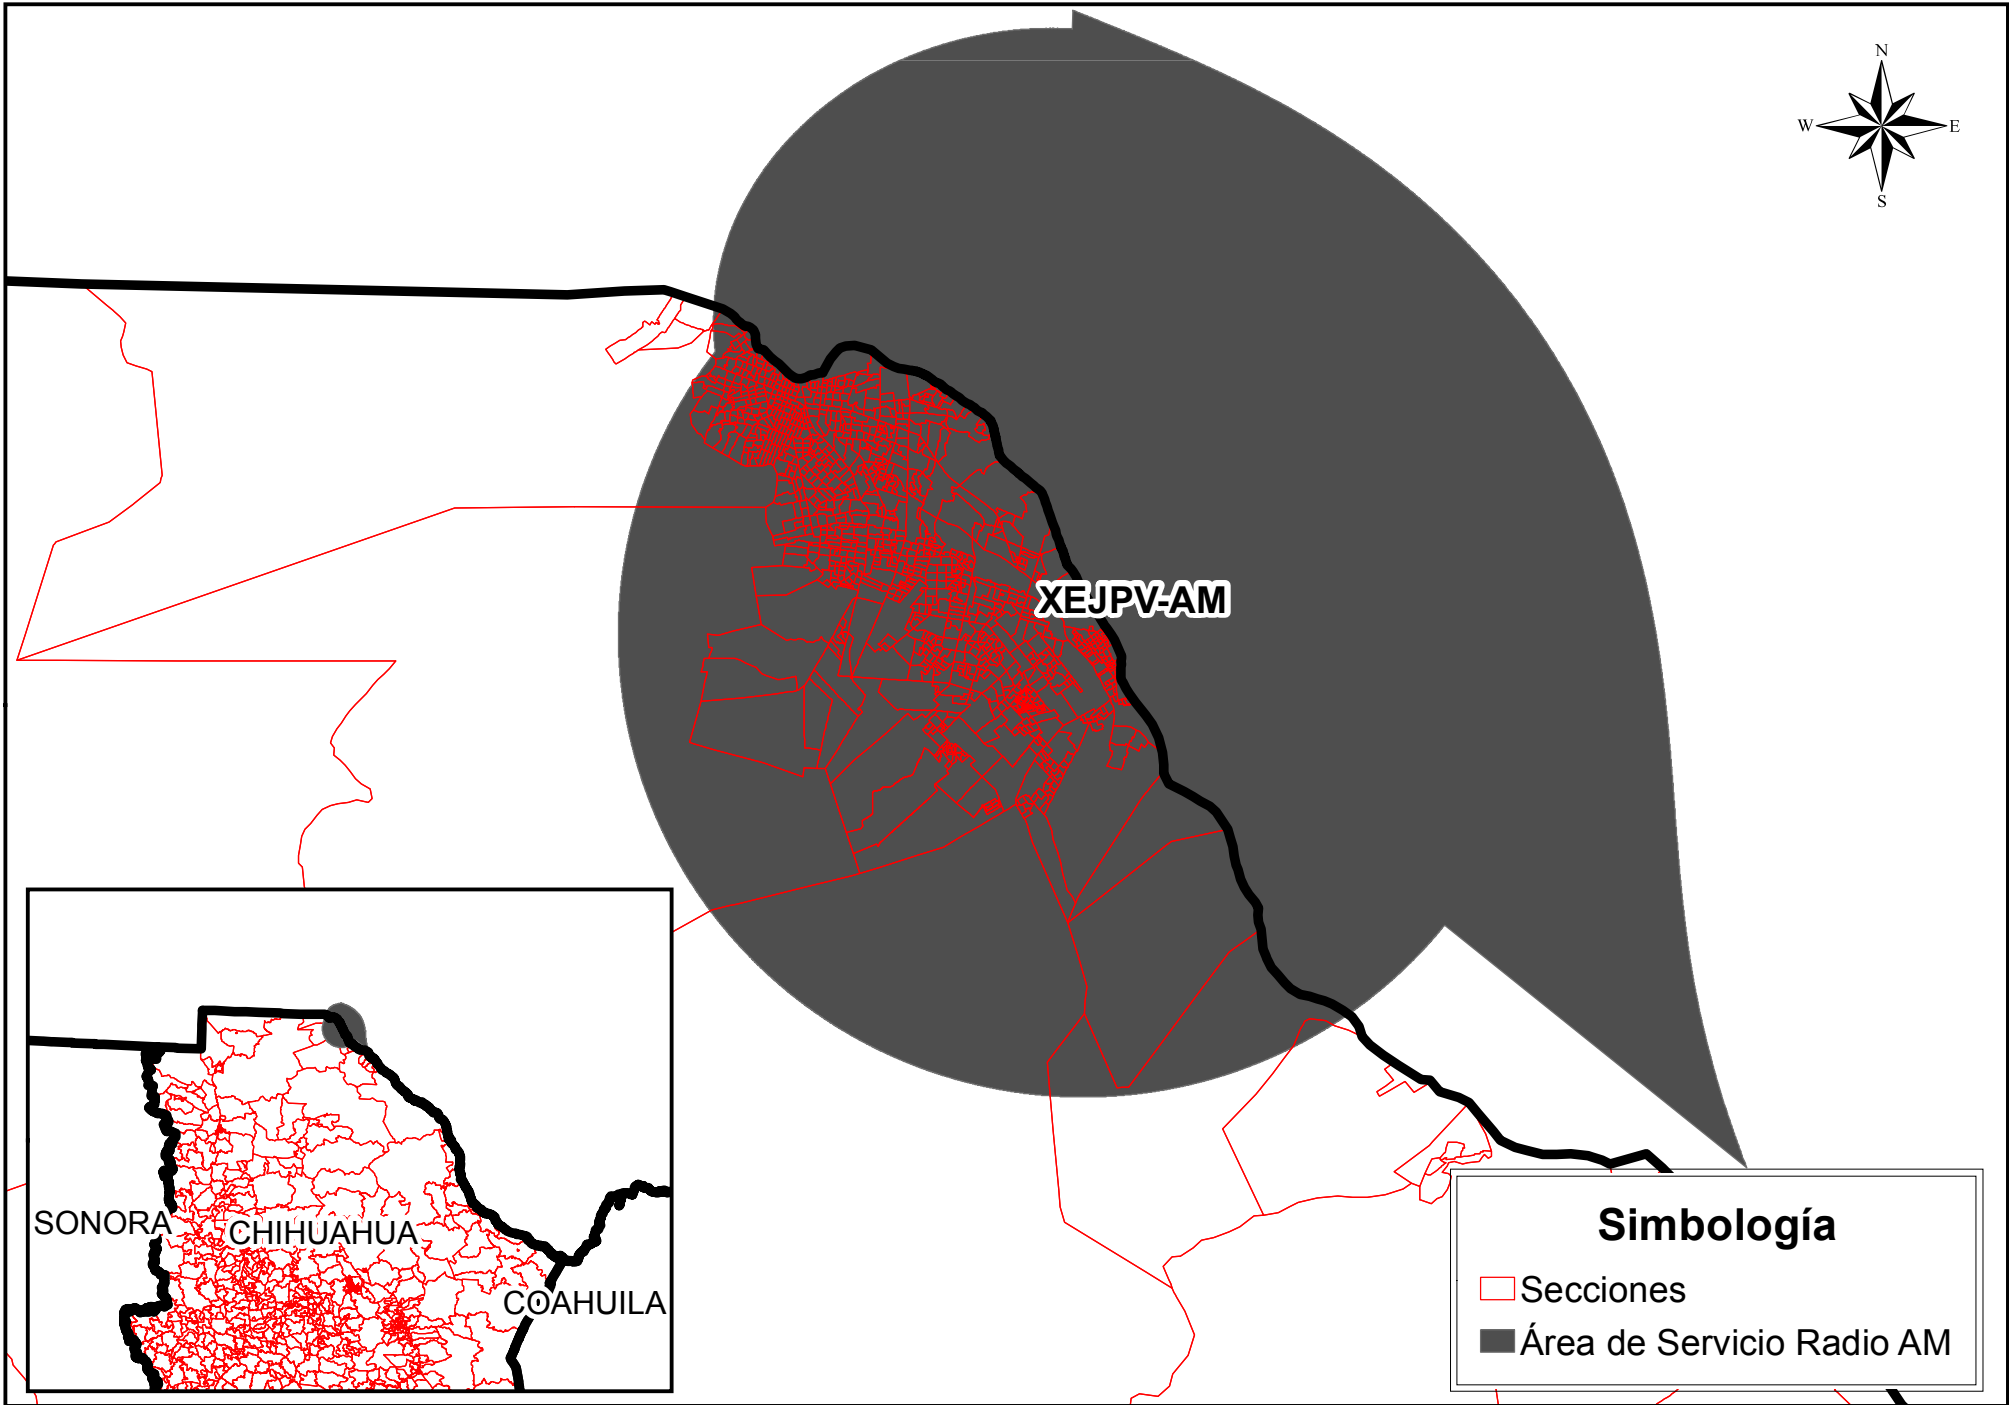 N
W E
S
XEJPV-AM
SONORA
CHIHUAHUA
COAHUILA
Simbología
Secciones
Área de Servicio Radio AM